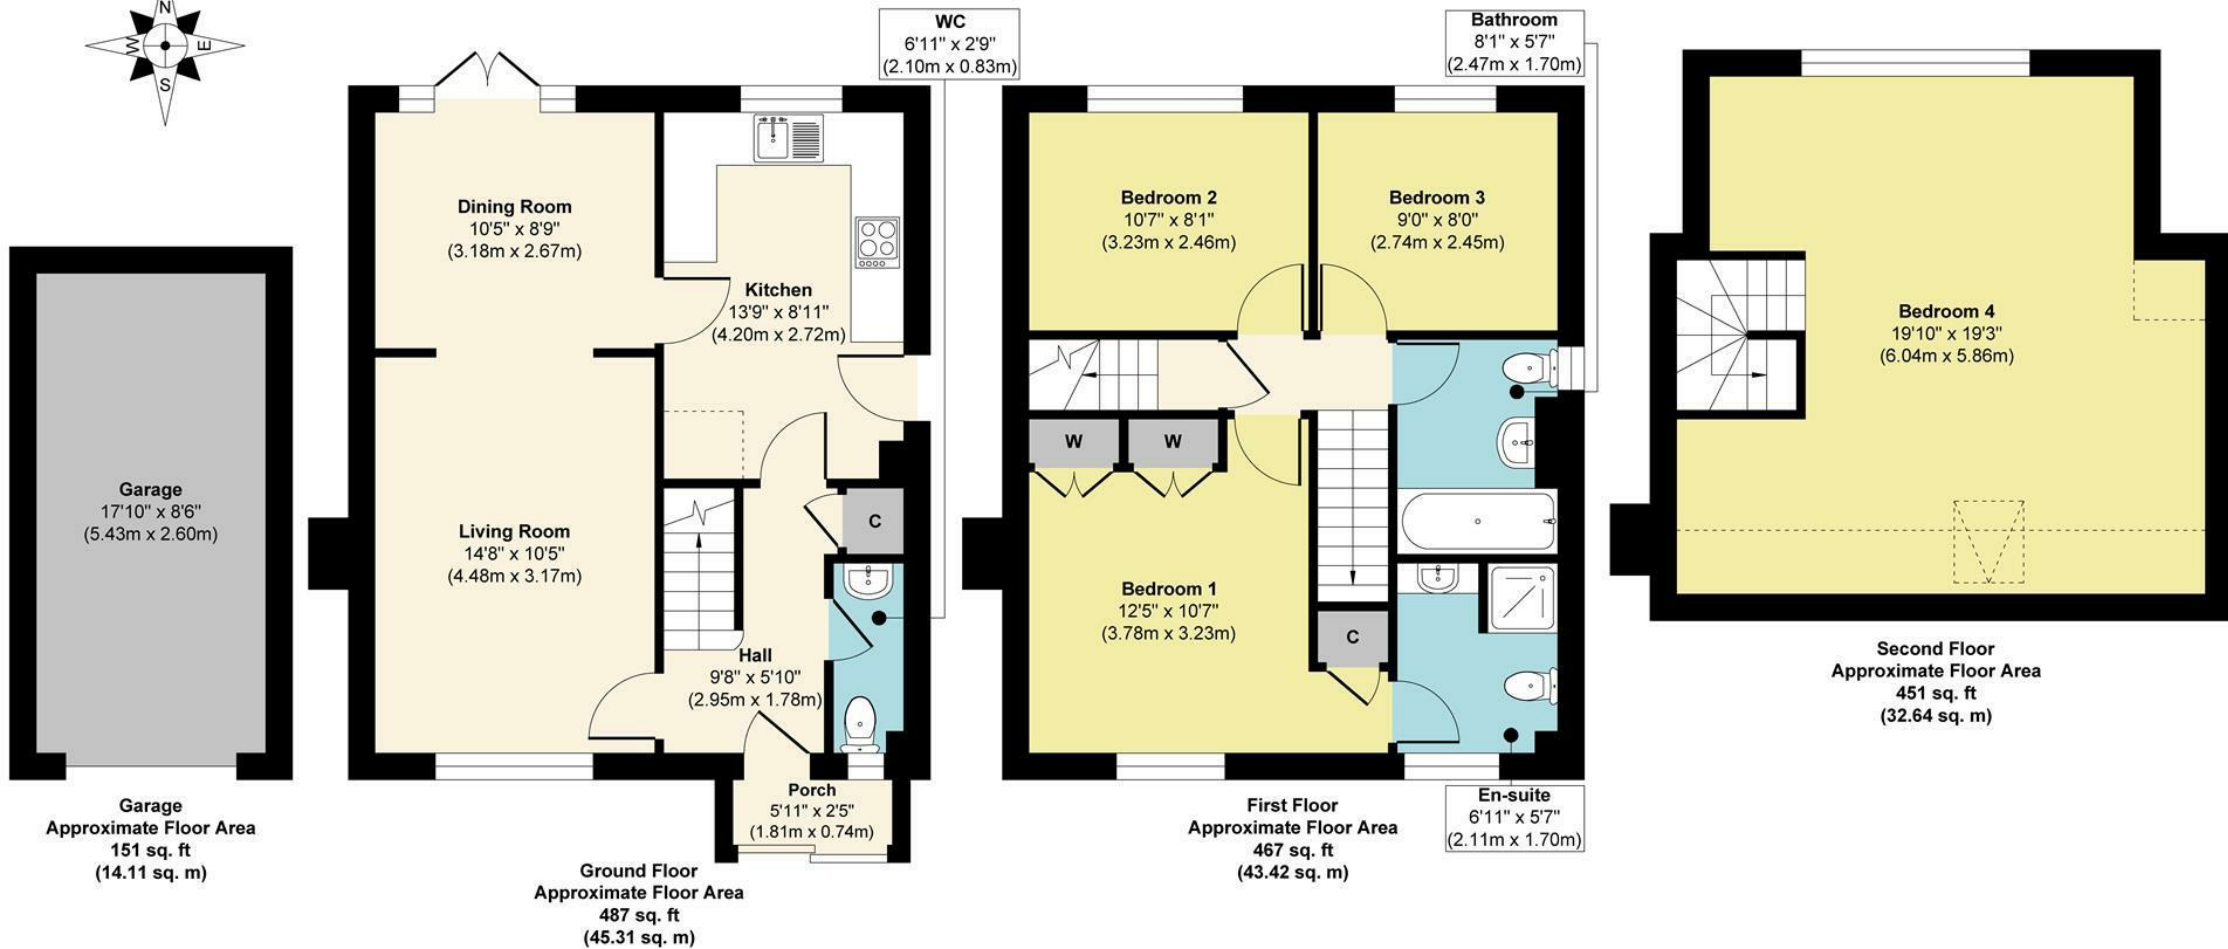 N
W
E
S
WC
6'11" x 2'9"
(2.10m x 0.83m)
Bathroom
8'1" x 5'7"
(2.47m x 1.70m)
Garage
17'10" x 8'6"
(5.43m x 2.60m)
Garage
Approximate Floor Area
151 sq. ft
(14.11 sq. m)
Dining Room
10'5" x 8'9"
(3.18m x 2.67m)
Kitchen
13'9" x 8'11"
(4.20m x 2.72m)
Living Room
14'8" x 10'5"
(4.48m x 3.17m)
C
Hall
9'8" x 5'10"
(2.95m x 1.78m)
Porch
5'11" x 2'5"
(1.81m x 0.74m)
Ground Floor
Approximate Floor Area
487 sq. ft
(45.31 sq. m)
Bedroom 2
10'7" x 8'1"
(3.23m x 2.46m)
Bedroom 3
9'0" x 8'0"
(2.74m x 2.45m)
W
W
Bedroom 1
12'5" x 10'7"
(3.78m x 3.23m)
C
En-suite
6'11" x 5'7"
(2.11m x 1.70m)
First Floor
Approximate Floor Area
467 sq. ft
(43.42 sq. m)
Bedroom 4
19'10" x 19'3"
(6.04m x 5.86m)
Second Floor
Approximate Floor Area
451 sq. ft
(32.64 sq. m)